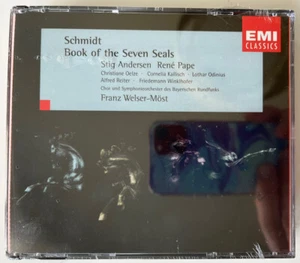 Schmidt
Book of the Seven Seals
Stig Andersen René Pape
Christiane Oelze · Cornelia Kallisch · Lothar Odinius
Alfred Reiter · Friedemann Winklhofer
Chor und Symphonieorchester des Bayerischen Rundfunks
Franz Welser-Möst
EMI
CLASSICS